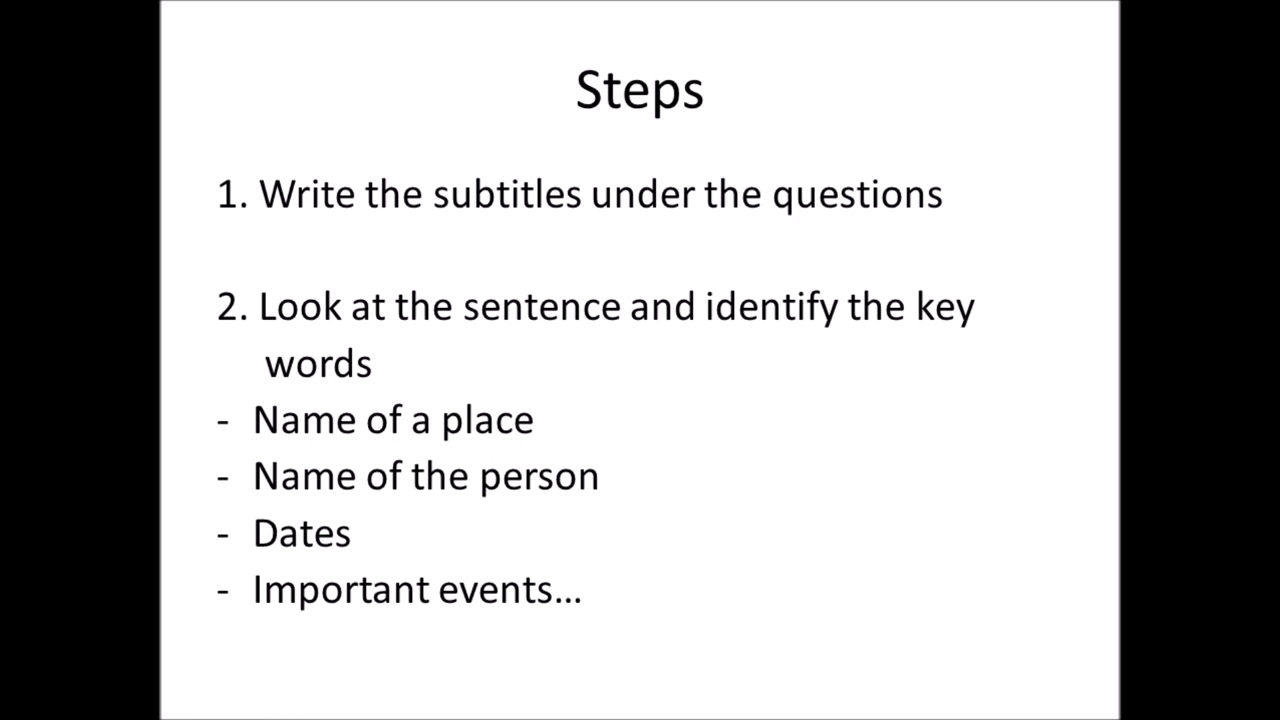 Steps
1. Write the subtitles under the questions
2. Look at the sentence and identify the key
words
- Name of a place
- Name of the person
- Dates
- Important events...